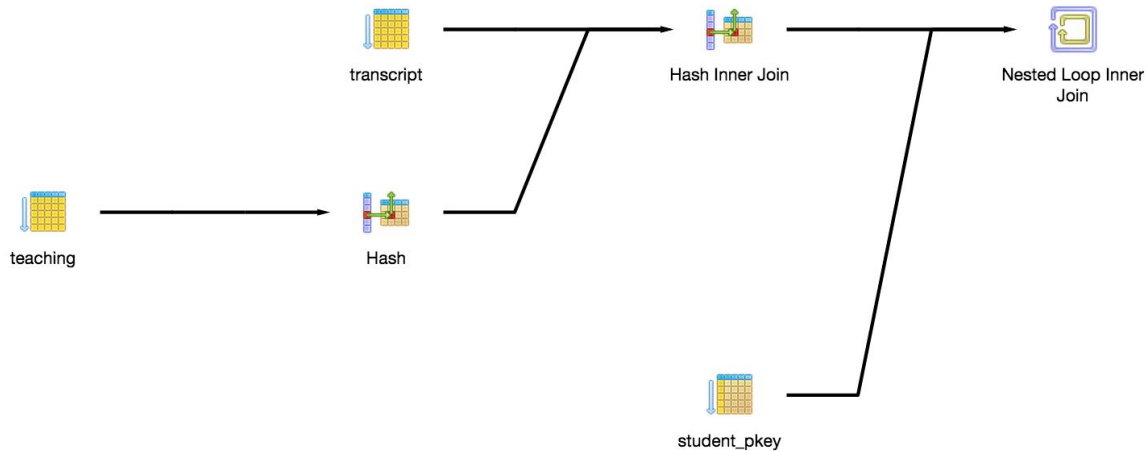 transcript
Hash Inner Join
Nested Loop Inner
Join
teaching
Hash
student_pkey